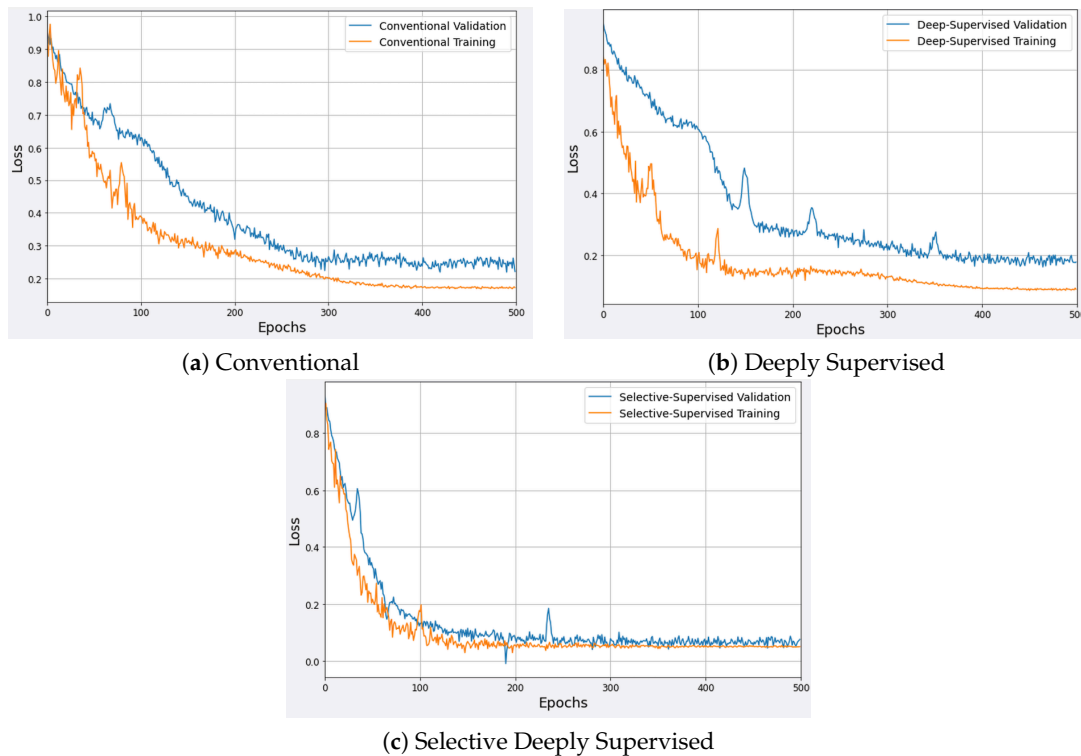 1.0
0.9
0.8
0.7
0.6
0.5
0.4
0.3
0.2
Loss
Conventional Validation
Conventional Training
0 100 200 300 400 500
Epochs
(a) Conventional
0.8
0.6
0.4
0.2
Loss
Deep-Supervised Validation
Deep-Supervised Training
0 100 200 300 400 500
Epochs
(b) Deeply Supervised
0.8
0.6
0.4
0.2
0.0
Loss
Selective-Supervised Validation
Selective-Supervised Training
0 100 200 300 400 500
Epochs
(c) Selective Deeply Supervised